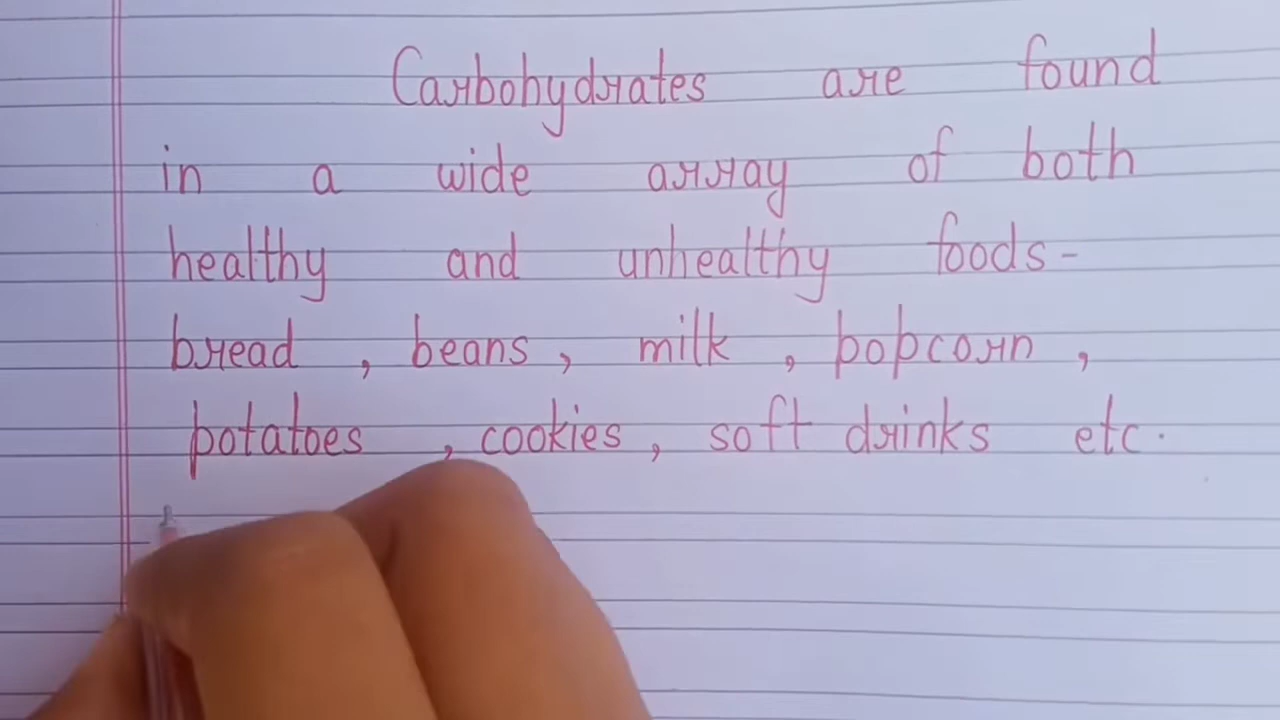 Carbohydrates are found
in a wide array of both
healthy and unhealthy foods-
bread , beans , milk , popcorn ,
potatoes , cookies , soft drinks etc.